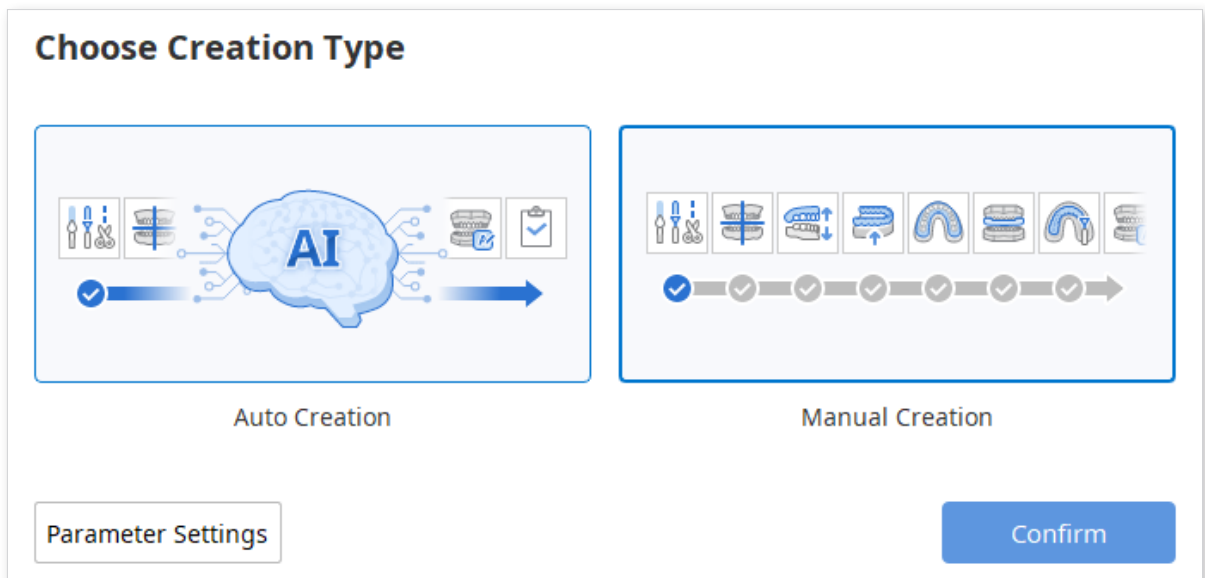 Choose Creation Type
AI
Auto Creation
Manual Creation
Parameter Settings
Confirm